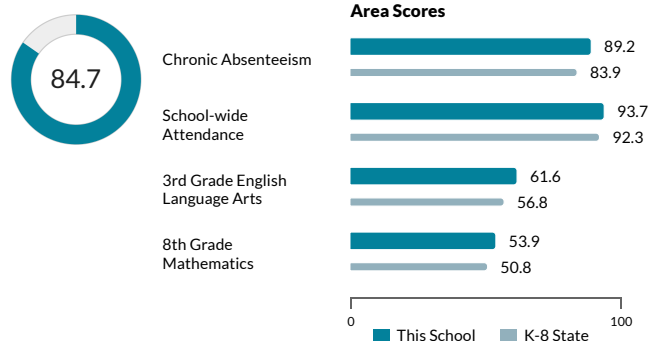 84.7
Area Scores
Chronic Absenteeism
89.2
83.9
School-wide
Attendance
93.7
92.3
3rd Grade English
Language Arts
61.6
56.8
8th Grade
Mathematics
53.9
50.8
0 100
This School K-8 State